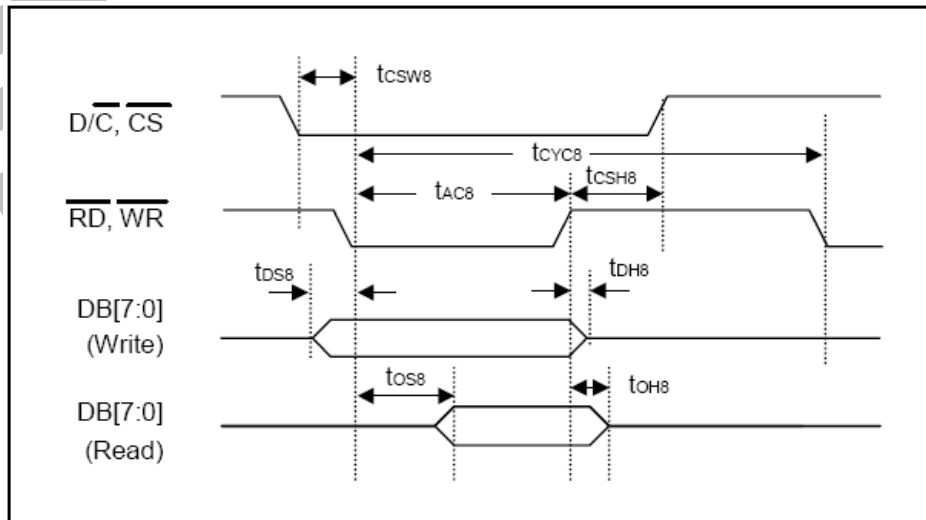 tCSW8
D/C, CS
tCYC8
tAC8
tCSH8
RD, WR
tDS8
tDH8
DB[7:0]
(Write)
tOS8
tOH8
DB[7:0]
(Read)